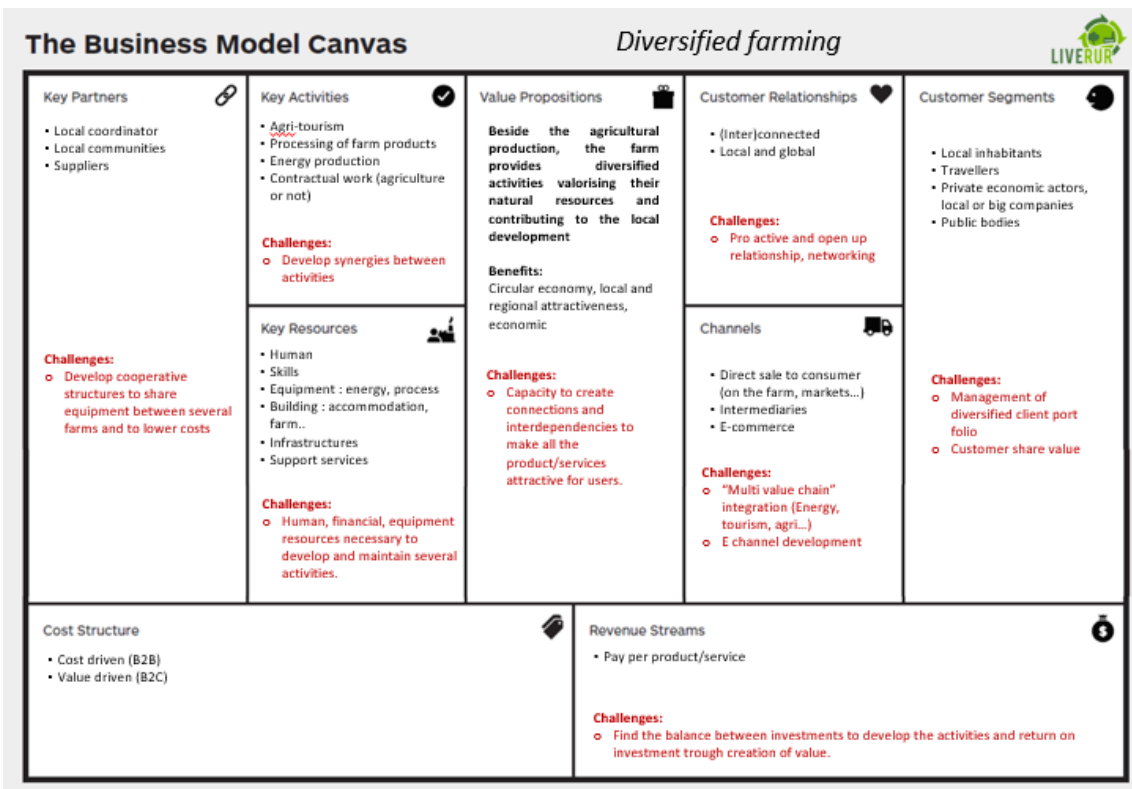 The Business Model Canvas
Diversified farming
LIVERUR
Key Partners
• Local coordinator
• Local communities
• Suppliers
Challenges:
o Develop cooperative
structures to share
equipment between several
farms and to lower costs
Key Activities
• Agri-tourism
• Processing of farm products
• Energy production
• Contractual work (agriculture
or not)
Challenges:
o Develop synergies between
activities
Key Resources
• Human
• Skills
• Equipment : energy, process
• Building : accommodation,
farm..
• Infrastructures
• Support services
Challenges:
o Human, financial, equipment
resources necessary to
develop and maintain several
activities.
Value Propositions
Beside the agricultural
production, the farm
provides diversified
activities valorising their
natural resources and
contributing to the local
development
Benefits:
Circular economy, local and
regional attractiveness,
economic
Challenges:
o Capacity to create
connections and
interdependencies to
make all the
product/services
attractive for users.
Customer Relationships
• (Inter)connected
• Local and global
Challenges:
o Pro active and open up
relationship, networking
Channels
• Direct sale to consumer
(on the farm, markets…)
• Intermediaries
• E-commerce
Challenges:
o “Multi value chain”
integration (Energy,
tourism, agri…)
o E channel development
Customer Segments
• Local inhabitants
• Travellers
• Private economic actors,
local or big companies
• Public bodies
Challenges:
o Management of
diversified client port
folio
o Customer share value
Cost Structure
• Cost driven (B2B)
• Value driven (B2C)
Revenue Streams
• Pay per product/service
Challenges:
o Find the balance between investments to develop the activities and return on
investment trough creation of value.